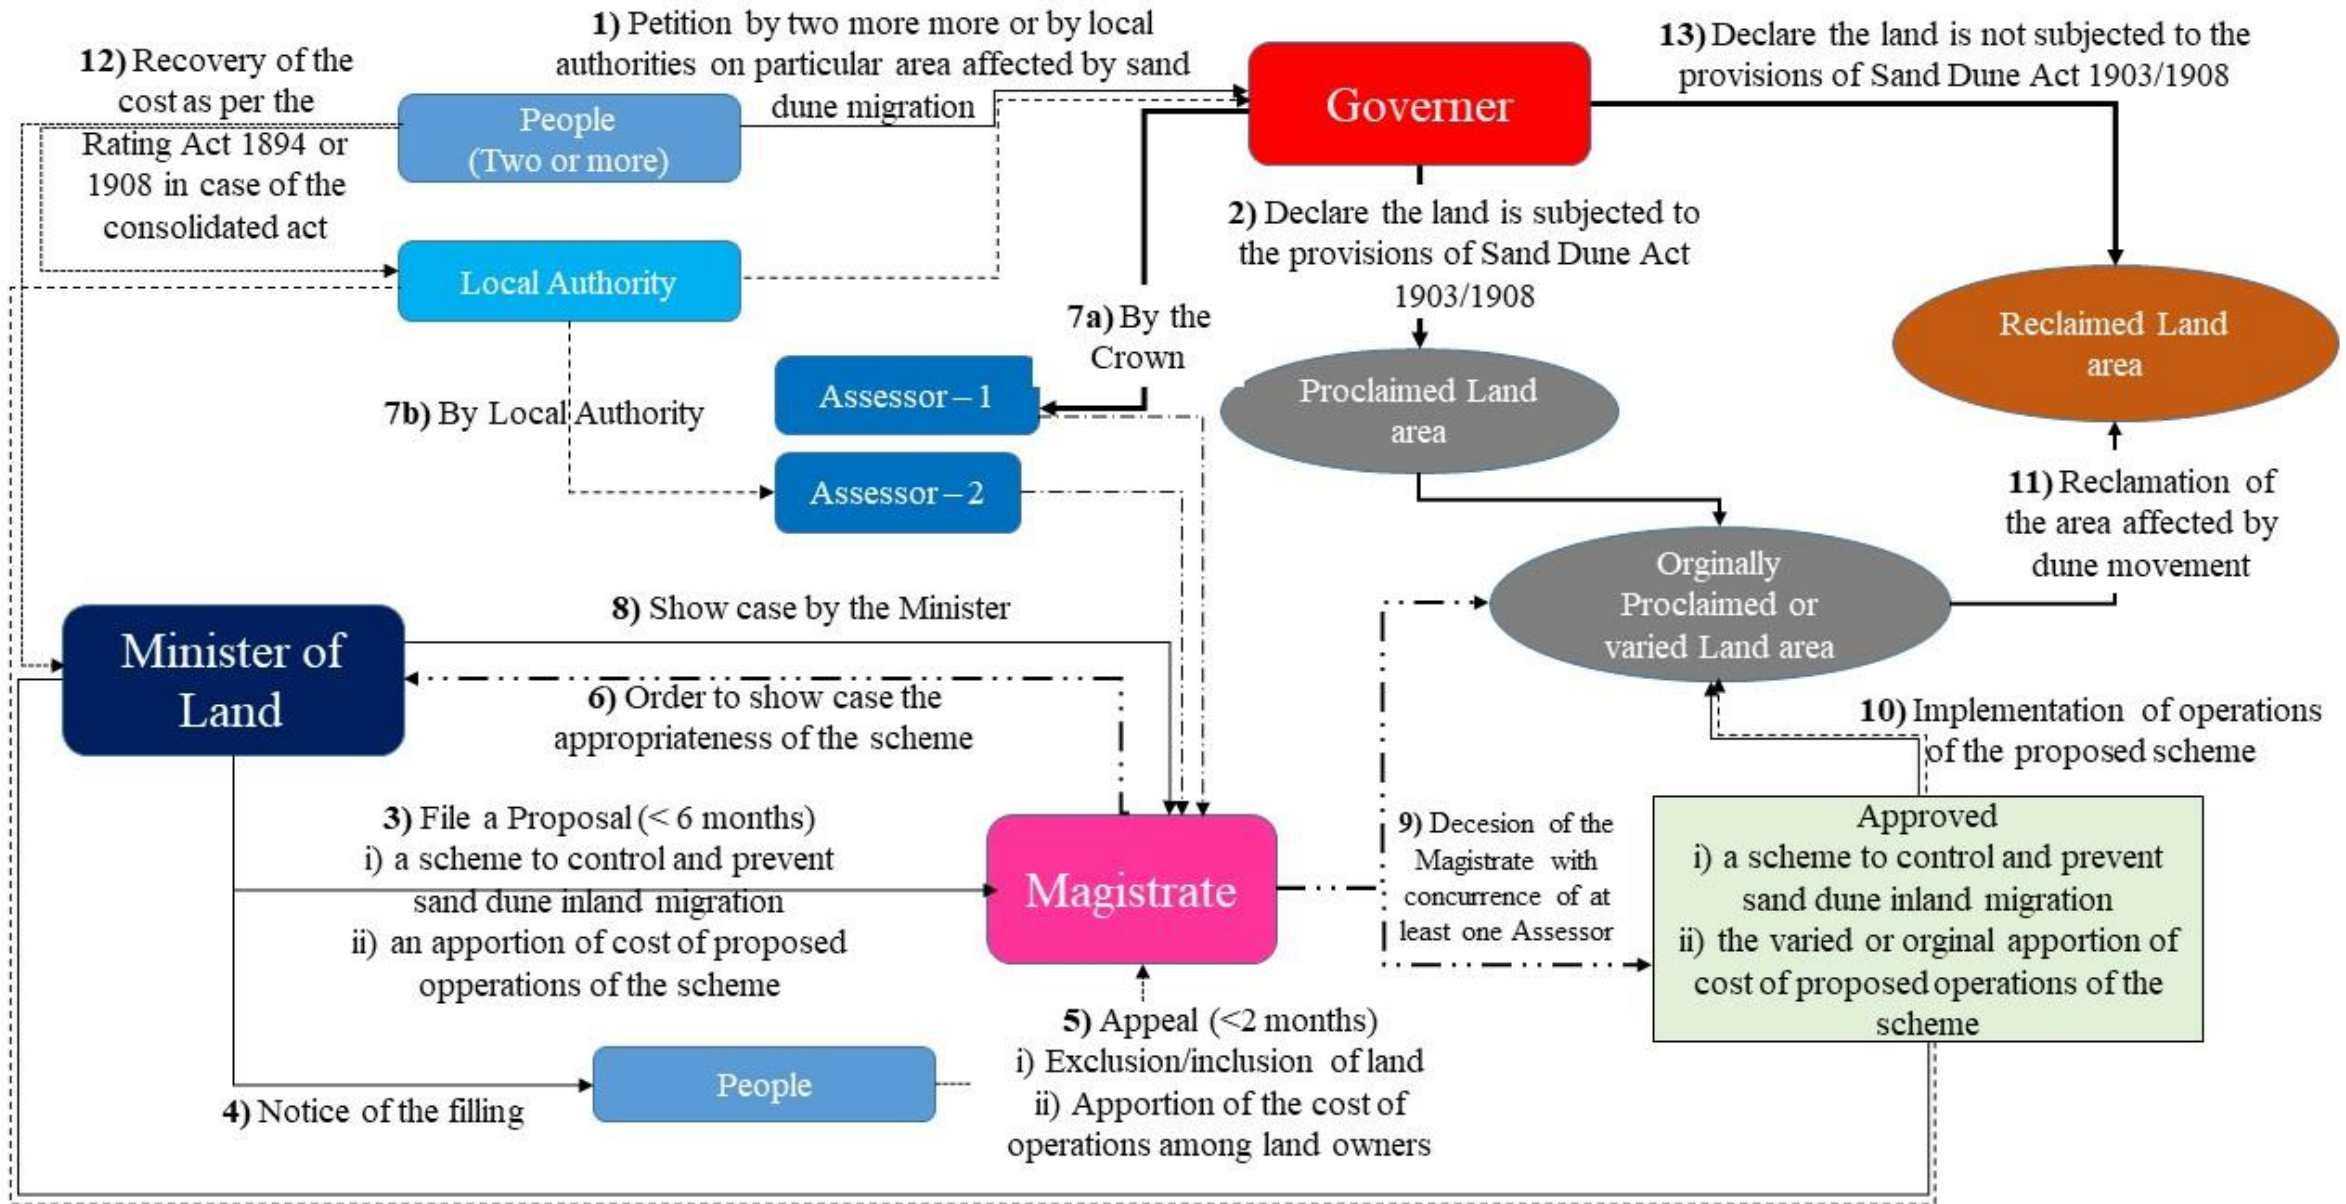 1) Petition by two more more or by local
authorities on particular area affected by sand
dune migration
13) Declare the land is not subjected to the
provisions of Sand Dune Act 1903/1908
12) Recovery of the
cost as per the
Rating Act 1894 or
1908 in case of the
consolidated act
People
(Two or more)
Governer
2) Declare the land is subjected to
the provisions of Sand Dune Act
1903/1908
Local Authority
7a) By the
Crown
Reclaimed Land
area
7b) By Local Authority
Assessor – 1
Proclaimed Land
area
Assessor – 2
11) Reclamation of
the area affected by
dune movement
Orginally
Proclaimed or
varied Land area
8) Show case by the Minister
Minister of
Land
6) Order to show case the
appropriateness of the scheme
10) Implementation of operations
of the proposed scheme
3) File a Proposal (< 6 months)
i) a scheme to control and prevent
sand dune inland migration
ii) an apportion of cost of proposed
opperations of the scheme
Magistrate
9) Decesion of the
Magistrate with
concurrence of at
least one Assessor
Approved
i) a scheme to control and prevent
sand dune inland migration
ii) the varied or orginal apportion of
cost of proposed operations of the
scheme
5) Appeal (<2 months)
i) Exclusion/inclusion of land
ii) Apportion of the cost of
operations among land owners
People
4) Notice of the filling